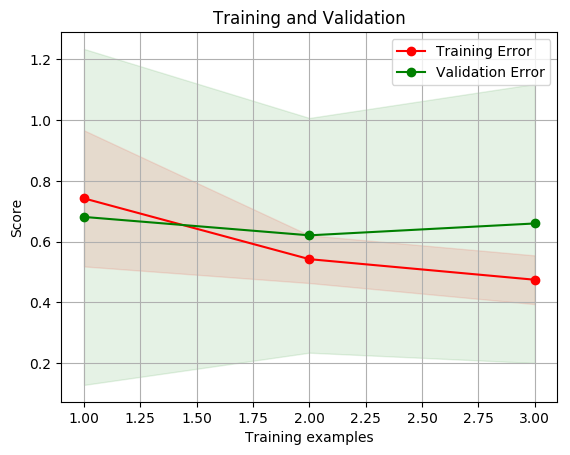 Training and Validation
Training Error
Validation Error
Score
1.2
1.0
0.8
0.6
0.4
0.2
1.00 1.25 1.50 1.75 2.00 2.25 2.50 2.75 3.00
Training examples